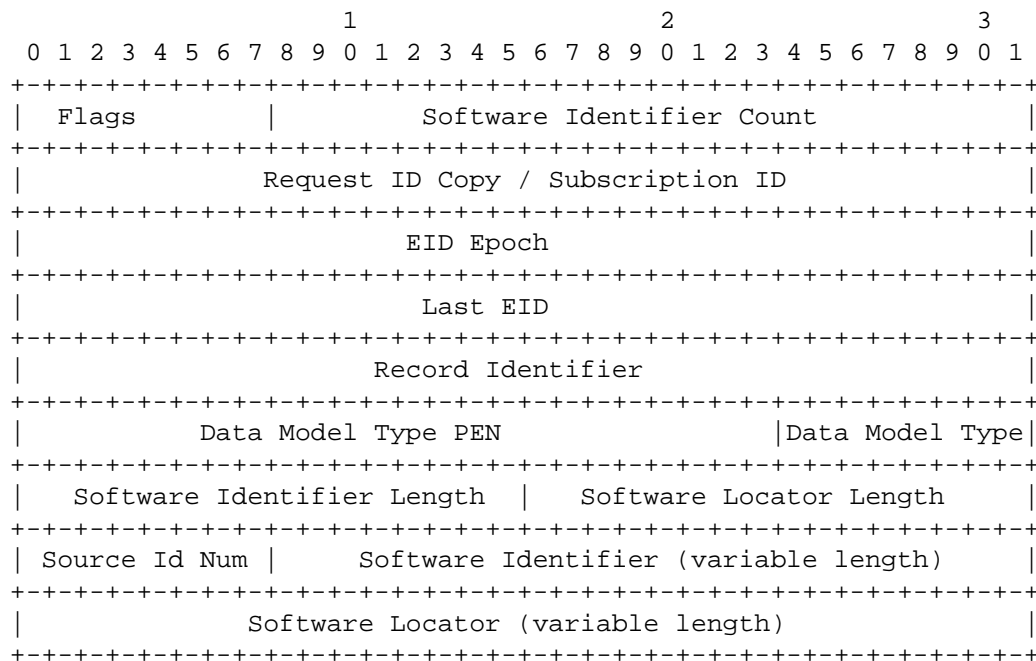 1                   2                   3
 0 1 2 3 4 5 6 7 8 9 0 1 2 3 4 5 6 7 8 9 0 1 2 3 4 5 6 7 8 9 0 1
+-+-+-+-+-+-+-+-+-+-+-+-+-+-+-+-+-+-+-+-+-+-+-+-+-+-+-+-+-+-+-+-+
|  Flags        |         Software Identifier Count             |
+-+-+-+-+-+-+-+-+-+-+-+-+-+-+-+-+-+-+-+-+-+-+-+-+-+-+-+-+-+-+-+-+
|               Request ID Copy / Subscription ID               |
+-+-+-+-+-+-+-+-+-+-+-+-+-+-+-+-+-+-+-+-+-+-+-+-+-+-+-+-+-+-+-+-+
|                        EID Epoch                              |
+-+-+-+-+-+-+-+-+-+-+-+-+-+-+-+-+-+-+-+-+-+-+-+-+-+-+-+-+-+-+-+-+
|                         Last EID                              |
+-+-+-+-+-+-+-+-+-+-+-+-+-+-+-+-+-+-+-+-+-+-+-+-+-+-+-+-+-+-+-+-+
|                      Record Identifier                        |
+-+-+-+-+-+-+-+-+-+-+-+-+-+-+-+-+-+-+-+-+-+-+-+-+-+-+-+-+-+-+-+-+
|           Data Model Type PEN                 |Data Model Type|
+-+-+-+-+-+-+-+-+-+-+-+-+-+-+-+-+-+-+-+-+-+-+-+-+-+-+-+-+-+-+-+-+
|   Software Identifier Length  |   Software Locator Length     |
+-+-+-+-+-+-+-+-+-+-+-+-+-+-+-+-+-+-+-+-+-+-+-+-+-+-+-+-+-+-+-+-+
| Source Id Num |     Software Identifier (variable length)     |
+-+-+-+-+-+-+-+-+-+-+-+-+-+-+-+-+-+-+-+-+-+-+-+-+-+-+-+-+-+-+-+-+
|              Software Locator (variable length)               |
+-+-+-+-+-+-+-+-+-+-+-+-+-+-+-+-+-+-+-+-+-+-+-+-+-+-+-+-+-+-+-+-+